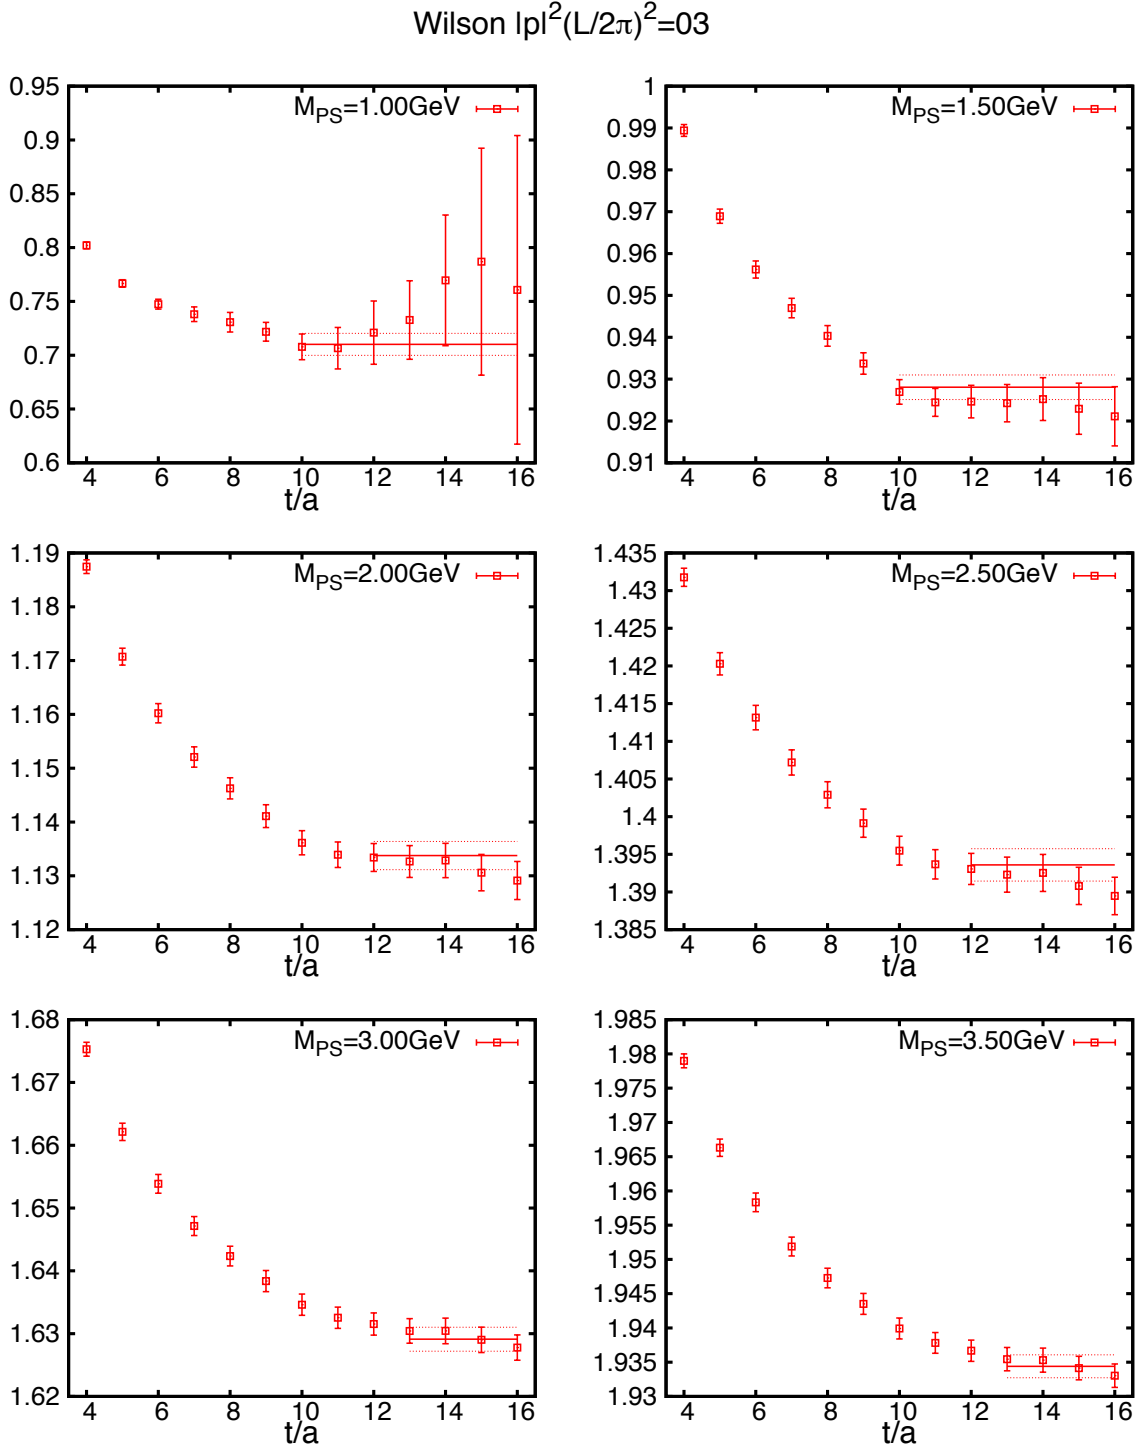 Wilson |p|²(L/2π)²=03
M_PS=1.00GeV
0.95
0.9
0.85
0.8
0.75
0.7
0.65
0.6
4 6 8 10 12 14 16
t/a
M_PS=1.50GeV
1
0.99
0.98
0.97
0.96
0.95
0.94
0.93
0.92
0.91
4 6 8 10 12 14 16
t/a
M_PS=2.00GeV
1.19
1.18
1.17
1.16
1.15
1.14
1.13
1.12
4 6 8 10 12 14 16
t/a
M_PS=2.50GeV
1.435
1.43
1.425
1.42
1.415
1.41
1.405
1.4
1.395
1.39
1.385
4 6 8 10 12 14 16
t/a
M_PS=3.00GeV
1.68
1.67
1.66
1.65
1.64
1.63
1.62
4 6 8 10 12 14 16
t/a
M_PS=3.50GeV
1.985
1.98
1.975
1.97
1.965
1.96
1.955
1.95
1.945
1.94
1.935
1.93
4 6 8 10 12 14 16
t/a